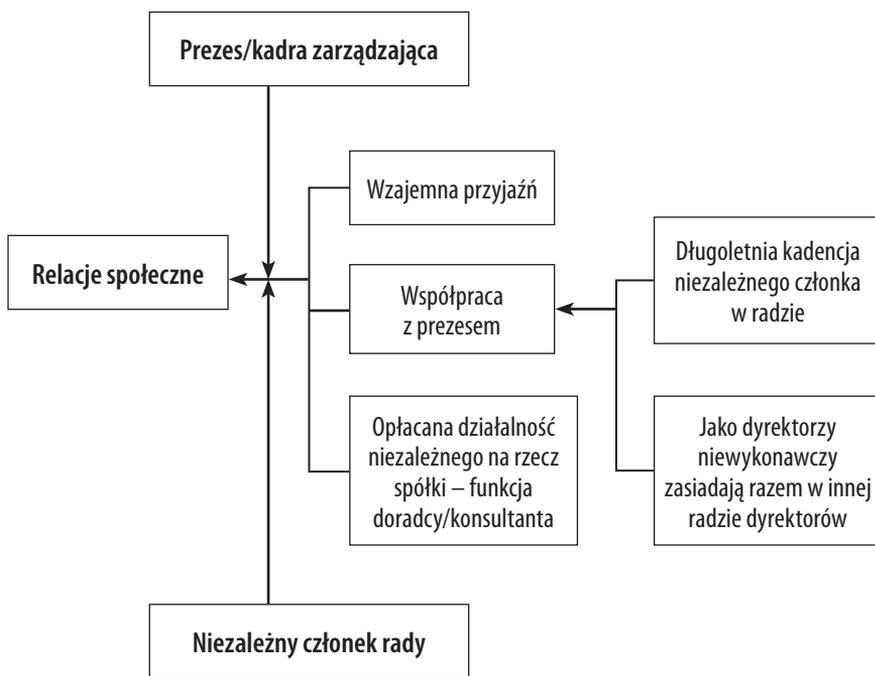 Prezes/kadra zarządzająca
Wzajemna przyjaźń
Relacje społeczne
Współpraca
z prezesem
Długoletnia kadencja
niezależnego członka
w radzie
Opłacana działalność
niezależnego na rzecz
spółki – funkcja
doradcy/konsultanta
Jako dyrektorzy
niewykonawczy
zasiadają razem w innej
radzie dyrektorów
Niezależny członek rady